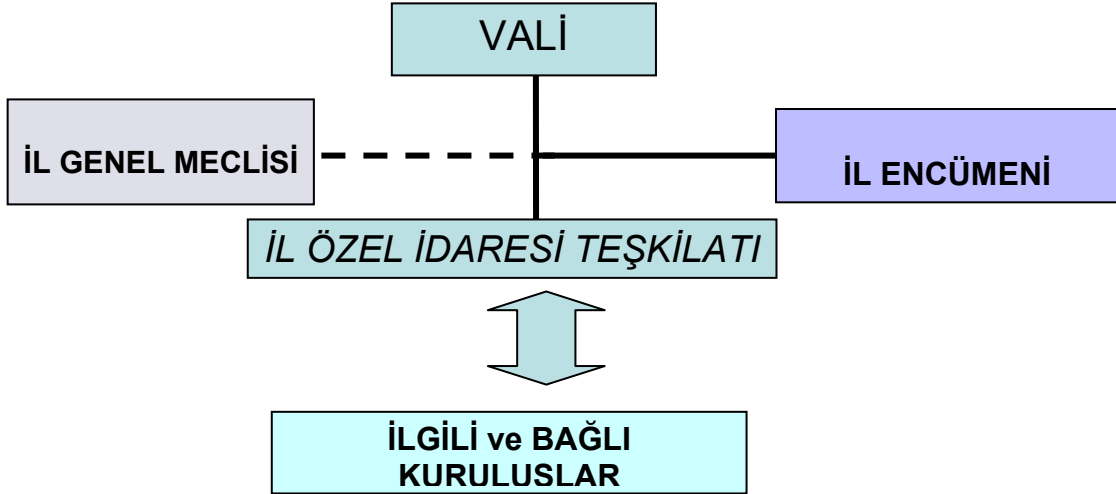 VALİ
İL GENEL MECLİSİ
İL ENCÜMENİ
İL ÖZEL İDARESİ TEŞKİLATI
İLGİLİ ve BAĞLI
KURULUSLAR